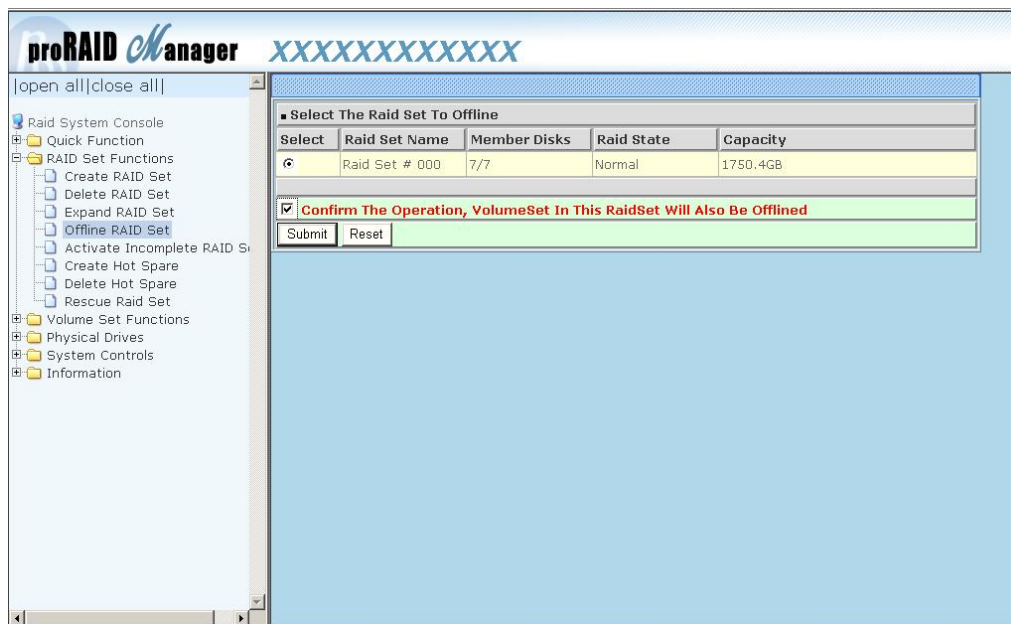 proRAID Manager
XXXXXXXXXXXX
|open all|close all|
Raid System Console
Quick Function
RAID Set Functions
Create RAID Set
Delete RAID Set
Expand RAID Set
Offline RAID Set
Activate Incomplete RAID S
Create Hot Spare
Delete Hot Spare
Rescue Raid Set
Volume Set Functions
Physical Drives
System Controls
Information
Select The Raid Set To Offline
Select Raid Set Name Member Disks Raid State Capacity
Raid Set # 000 7/7 Normal 1750.4GB
Confirm The Operation, VolumeSet In This RaidSet Will Also Be Offlined
Submit Reset